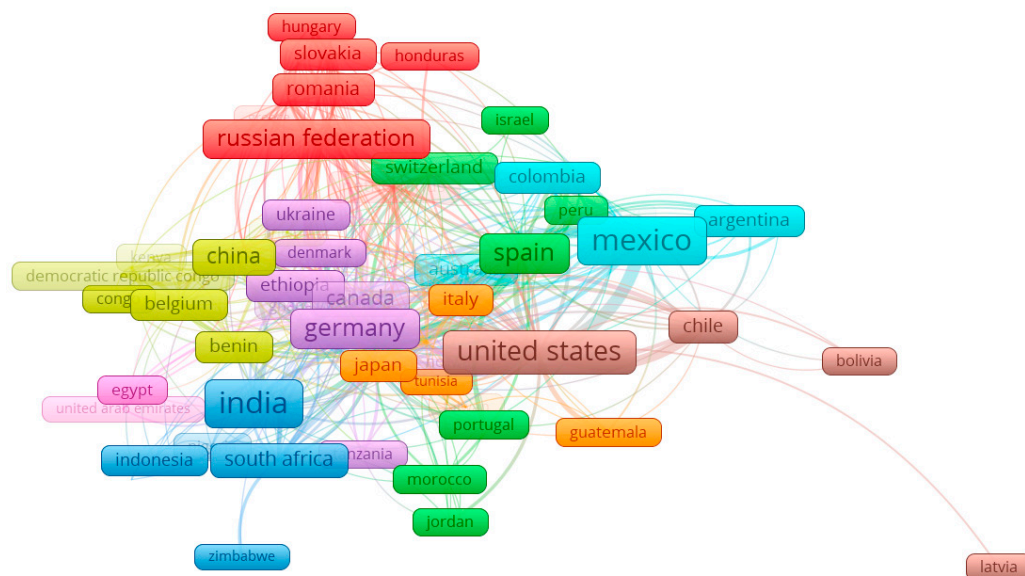 hungary
slovakia
honduras
romania
russian federation
israel
switzerland
colombia
peru
ukraine
argentina
mexico
spain
china
denmark
kenya
democratic republic congo
ethiopia
canada
italy
belgium
germany
chile
united states
benin
japan
bolivia
tunisia
egypt
india
united arab emirates
portugal
guatemala
south africa
indonesia
morocco
jordan
zimbabwe
latvia